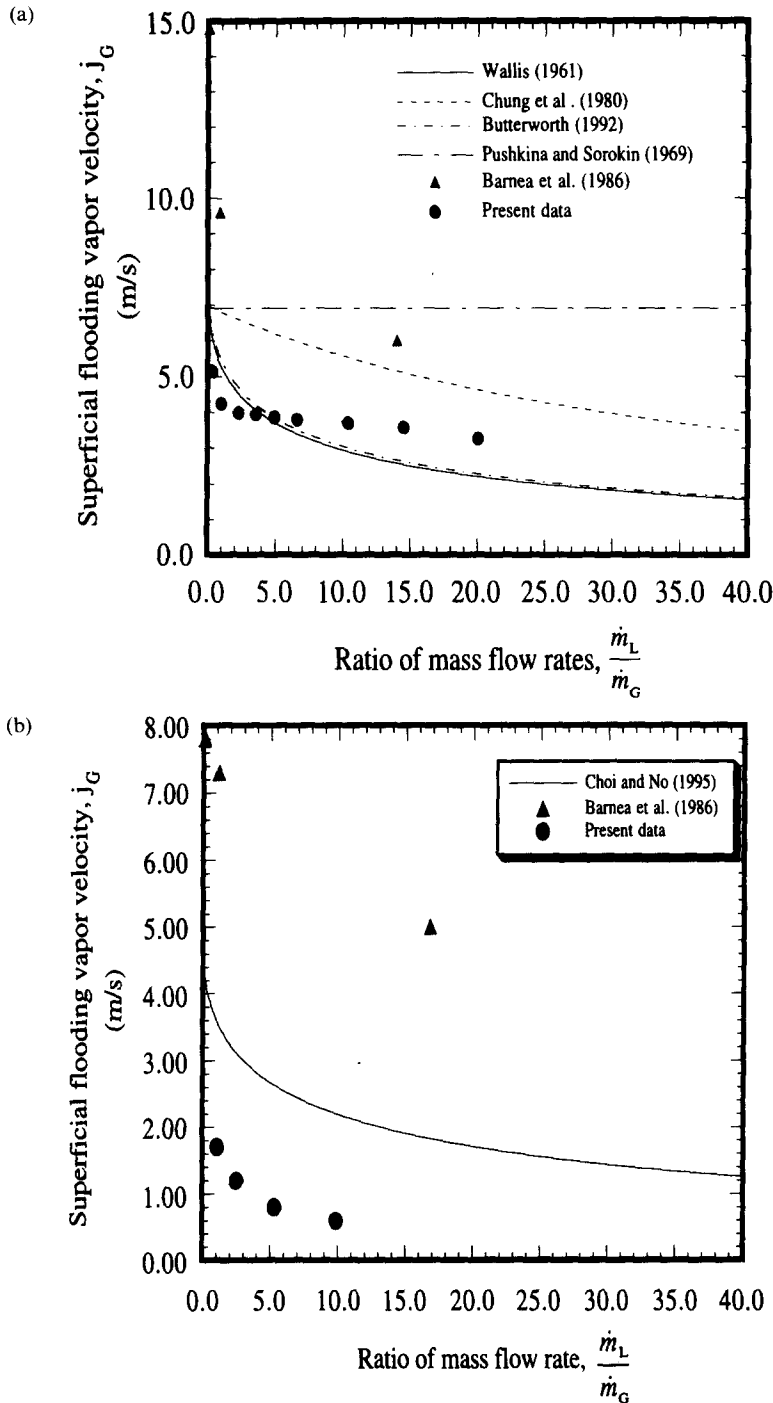 (a)
Superficial flooding vapor velocity, j_G
(m/s)
15.0
10.0
5.0
0.0
Wallis (1961)
Chung et al . (1980)
Butterworth (1992)
Pushkina and Sorokin (1969)
Barnea et al. (1986)
Present data
0.0 5.0 10.0 15.0 20.0 25.0 30.0 35.0 40.0
Ratio of mass flow rates, ṁ_L / ṁ_G
(b)
Superficial flooding vapor velocity, j_G
(m/s)
8.00
7.00
6.00
5.00
4.00
3.00
2.00
1.00
0.00
Choi and No (1995)
Barnea et al. (1986)
Present data
0.0 5.0 10.0 15.0 20.0 25.0 30.0 35.0 40.0
Ratio of mass flow rate, ṁ_L / ṁ_G